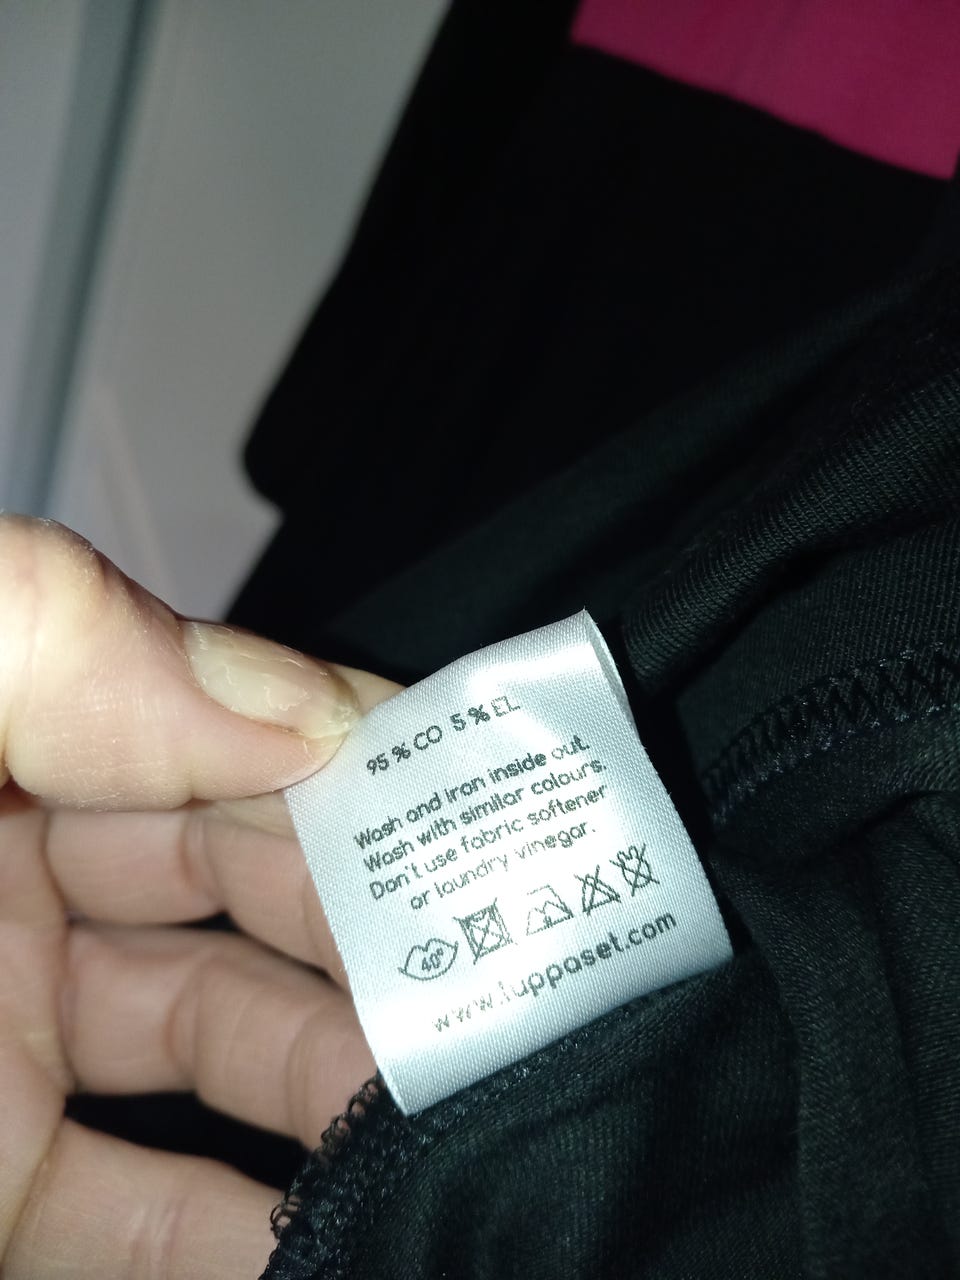 95 % CO 5 % EL
Wash and iron inside out.
Wash with similar colours.
Don't use fabric softener
or laundry vinegar.
40°
www.luppaset.com